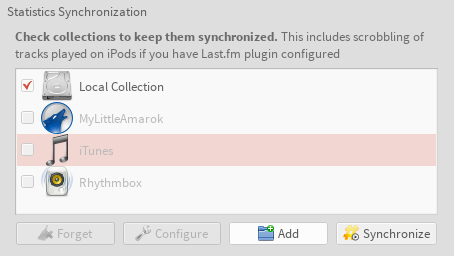 Statistics Synchronization
Check collections to keep them synchronized. This includes scrobbling of
tracks played on iPods if you have Last.fm plugin configured
Local Collection
MyLittleAmarok
iTunes
Rhythmbox
Forget
Configure
Add
Synchronize